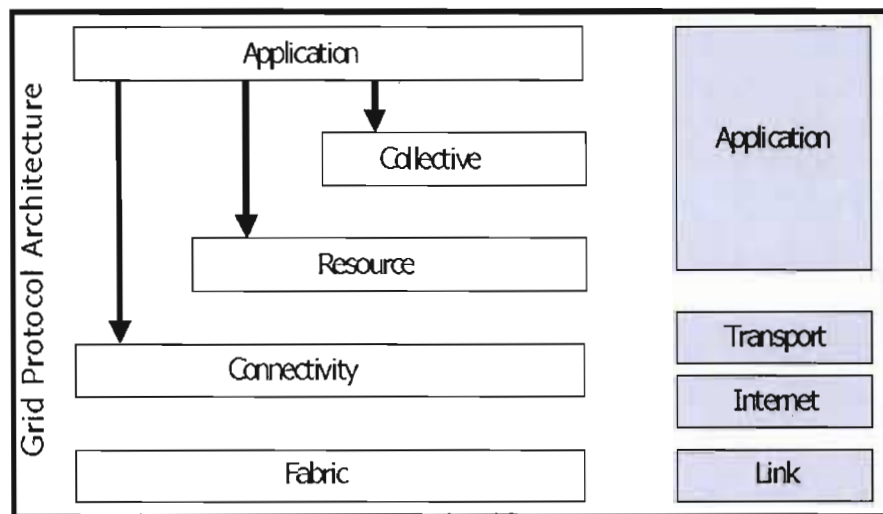 Grid Protocol Architecture
Application
Collective
Resource
Connectivity
Fabric
Application
Transport
Internet
Link